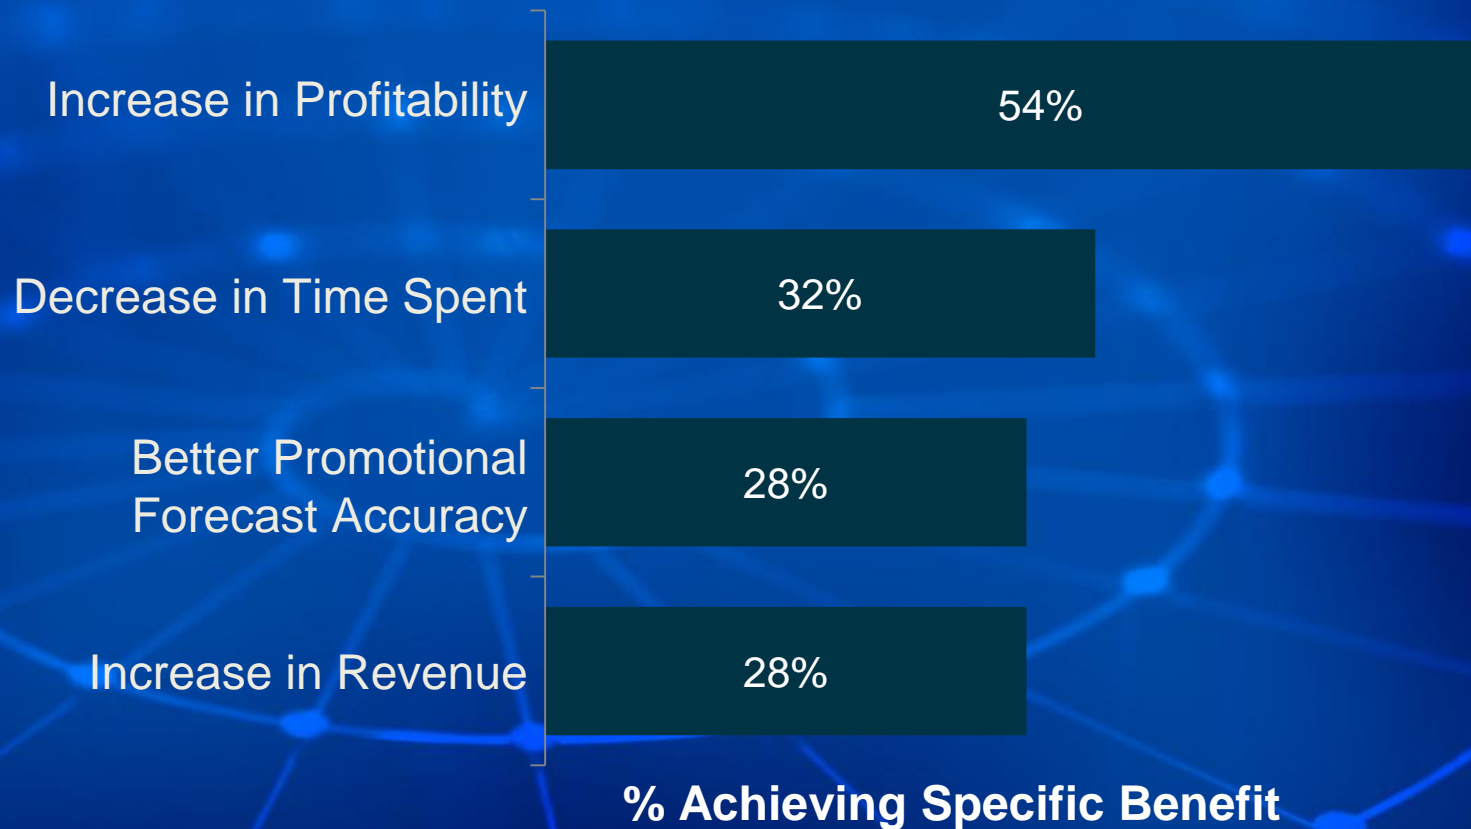 Increase in Profitability
54%
Decrease in Time Spent
32%
Better Promotional
Forecast Accuracy
28%
Increase in Revenue
28%
% Achieving Specific Benefit